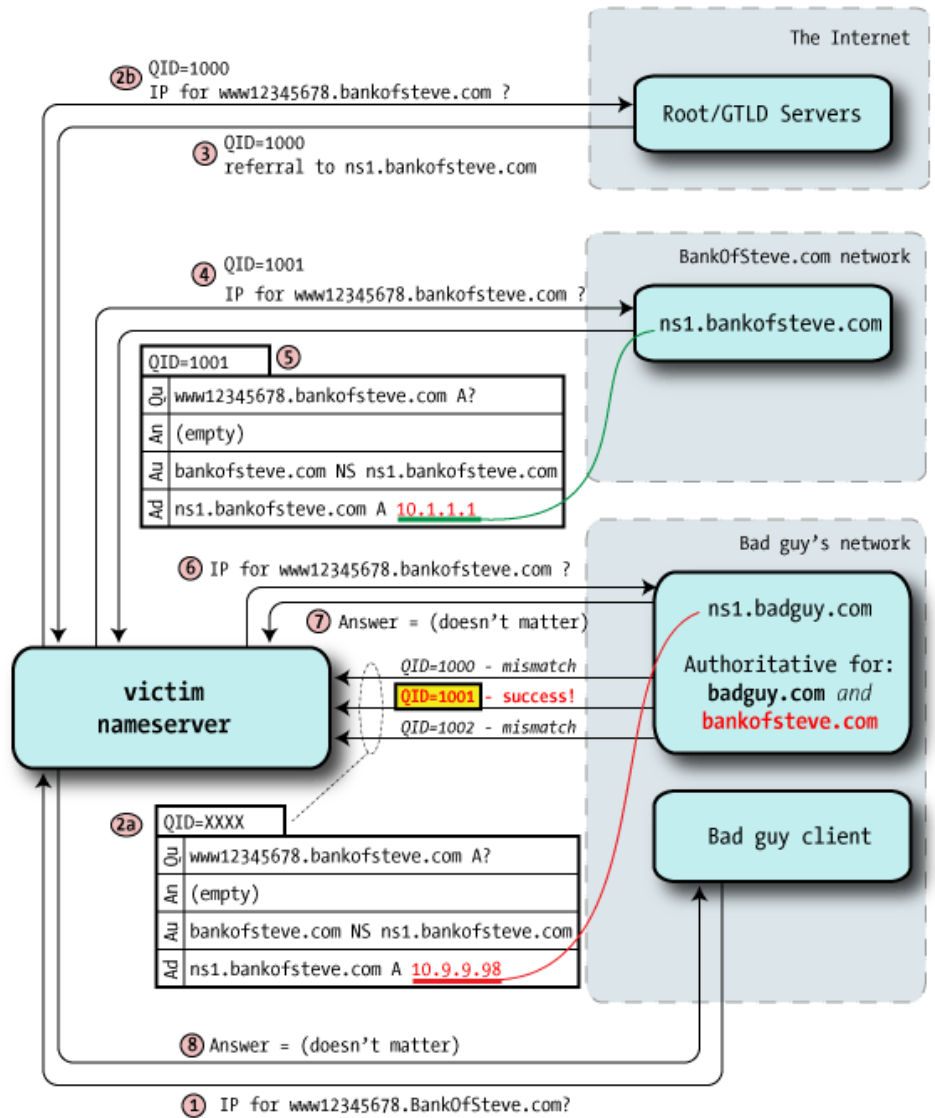 The Internet
2b QID=1000
IP for www12345678.bankofsteve.com ?
Root/GTLD Servers
3 QID=1000
referral to ns1.bankofsteve.com
BankOfSteve.com network
4 QID=1001
IP for www12345678.bankofsteve.com ?
ns1.bankofsteve.com
QID=1001 5
Qu www12345678.bankofsteve.com A?
An (empty)
Au bankofsteve.com NS ns1.bankofsteve.com
Ad ns1.bankofsteve.com A 10.1.1.1
Bad guy's network
6 IP for www12345678.bankofsteve.com ?
7 Answer = (doesn't matter)
ns1.badguy.com
Authoritative for:
badguy.com and
bankofsteve.com
QID=1000 - mismatch
QID=1001 - success!
QID=1002 - mismatch
victim
nameserver
2a QID=XXXX
Qu www12345678.bankofsteve.com A?
An (empty)
Au bankofsteve.com NS ns1.bankofsteve.com
Ad ns1.bankofsteve.com A 10.9.9.98
Bad guy client
8 Answer = (doesn't matter)
1 IP for www12345678.BankOfSteve.com?